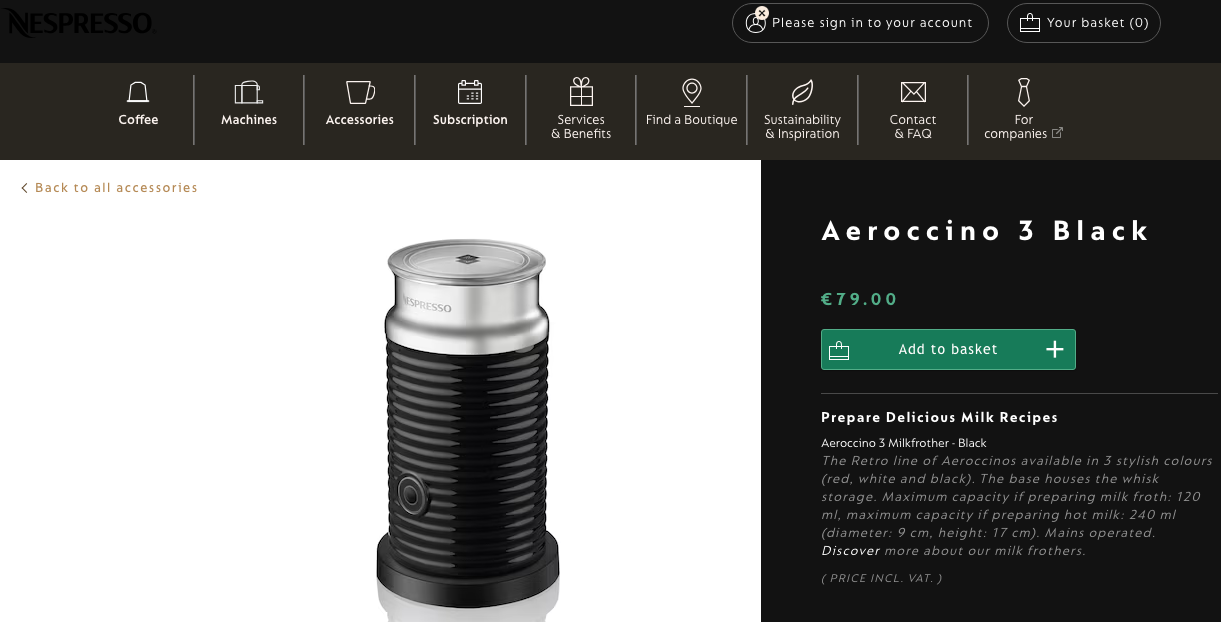 NESPRESSO
Please sign in to your account
Your basket (0)
Coffee
Machines
Accessories
Subscription
Services
& Benefits
Find a Boutique
Sustainability
& Inspiration
Contact
& FAQ
For
companies
Back to all accessories
NESPRESSO
Aeroccino 3 Black
€79.00
Add to basket
Prepare Delicious Milk Recipes
Aeroccino 3 Milkfrother - Black
The Retro line of Aeroccinos available in 3 stylish colours
(red, white and black). The base houses the whisk
storage. Maximum capacity if preparing milk froth: 120
ml, maximum capacity if preparing hot milk: 240 ml
(diameter: 9 cm, height: 17 cm). Mains operated.
Discover more about our milk frothers.
( PRICE INCL. VAT. )